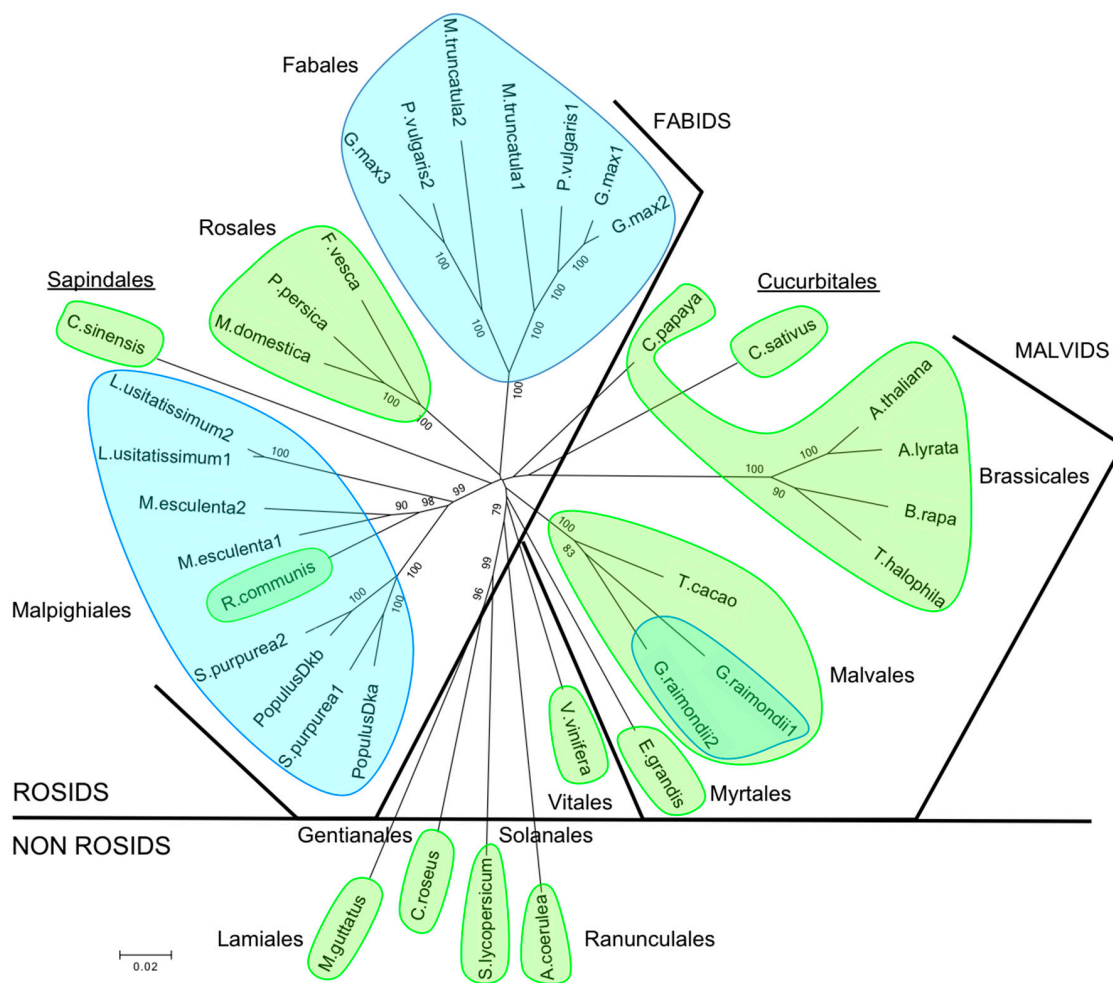 Fabales
M.truncatula2
M.truncatula1
P.vulgaris2
P.vulgaris1
G.max3
G.max1
G.max2
FABIDS
100
100
100
100
100
100
Rosales
F.vesca
P.persica
M.domestica
100
100
Sapindales
C.sinensis
Cucurbitales
C.papaya
C.sativus
MALVIDS
A.thaliana
A.lyrata
Brassicales
B.rapa
T.halophila
100
100
90
L.usitatissimum2
L.usitatissimum1
100
M.esculenta2
M.esculenta1
90
98
99
R.communis
Malpighiales
S.purpurea2
PopulusDkb
S.purpurea1
PopulusDka
100
100
100
79
99
96
100
83
T.cacao
Malvales
G.raimondii1
G.raimondii2
V.vinifera
Vitales
E.grandis
Myrtales
ROSIDS
NON ROSIDS
Gentianales
Solanales
C.roseus
Lamiales
M.guttatus
S.lycopersicum
A.coerulea
Ranunculales
0.02